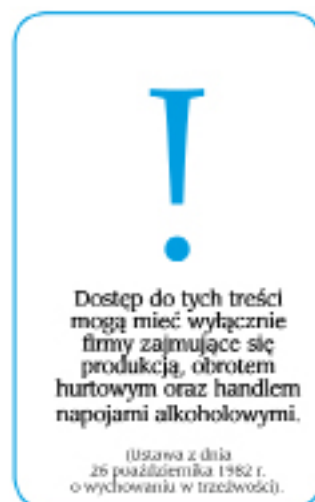 !
Dostęp do tych treści
mogą mieć wyłącznie
firmy zajmujące się
produkcją, obrotem
hurtowym oraz handlem
napojami alkoholowymi.
(Ustawa z dnia
26 października 1982 r.
o wychowaniu w trzeźwości).